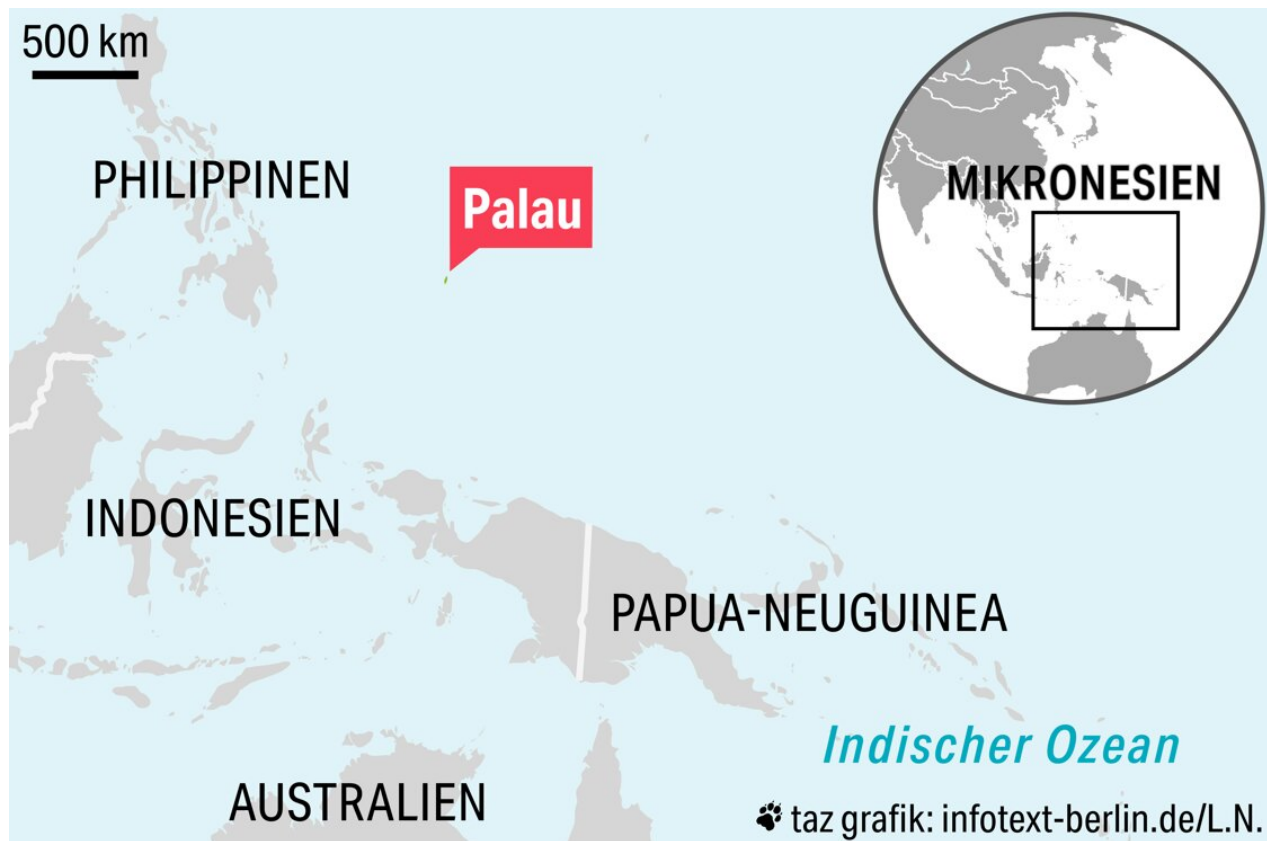 500 km
PHILIPPINEN
Palau
MIKRONESIEN
INDONESIEN
PAPUA-NEUGUINEA
Indischer Ozean
AUSTRALIEN
taz grafik: infotext-berlin.de/L.N.